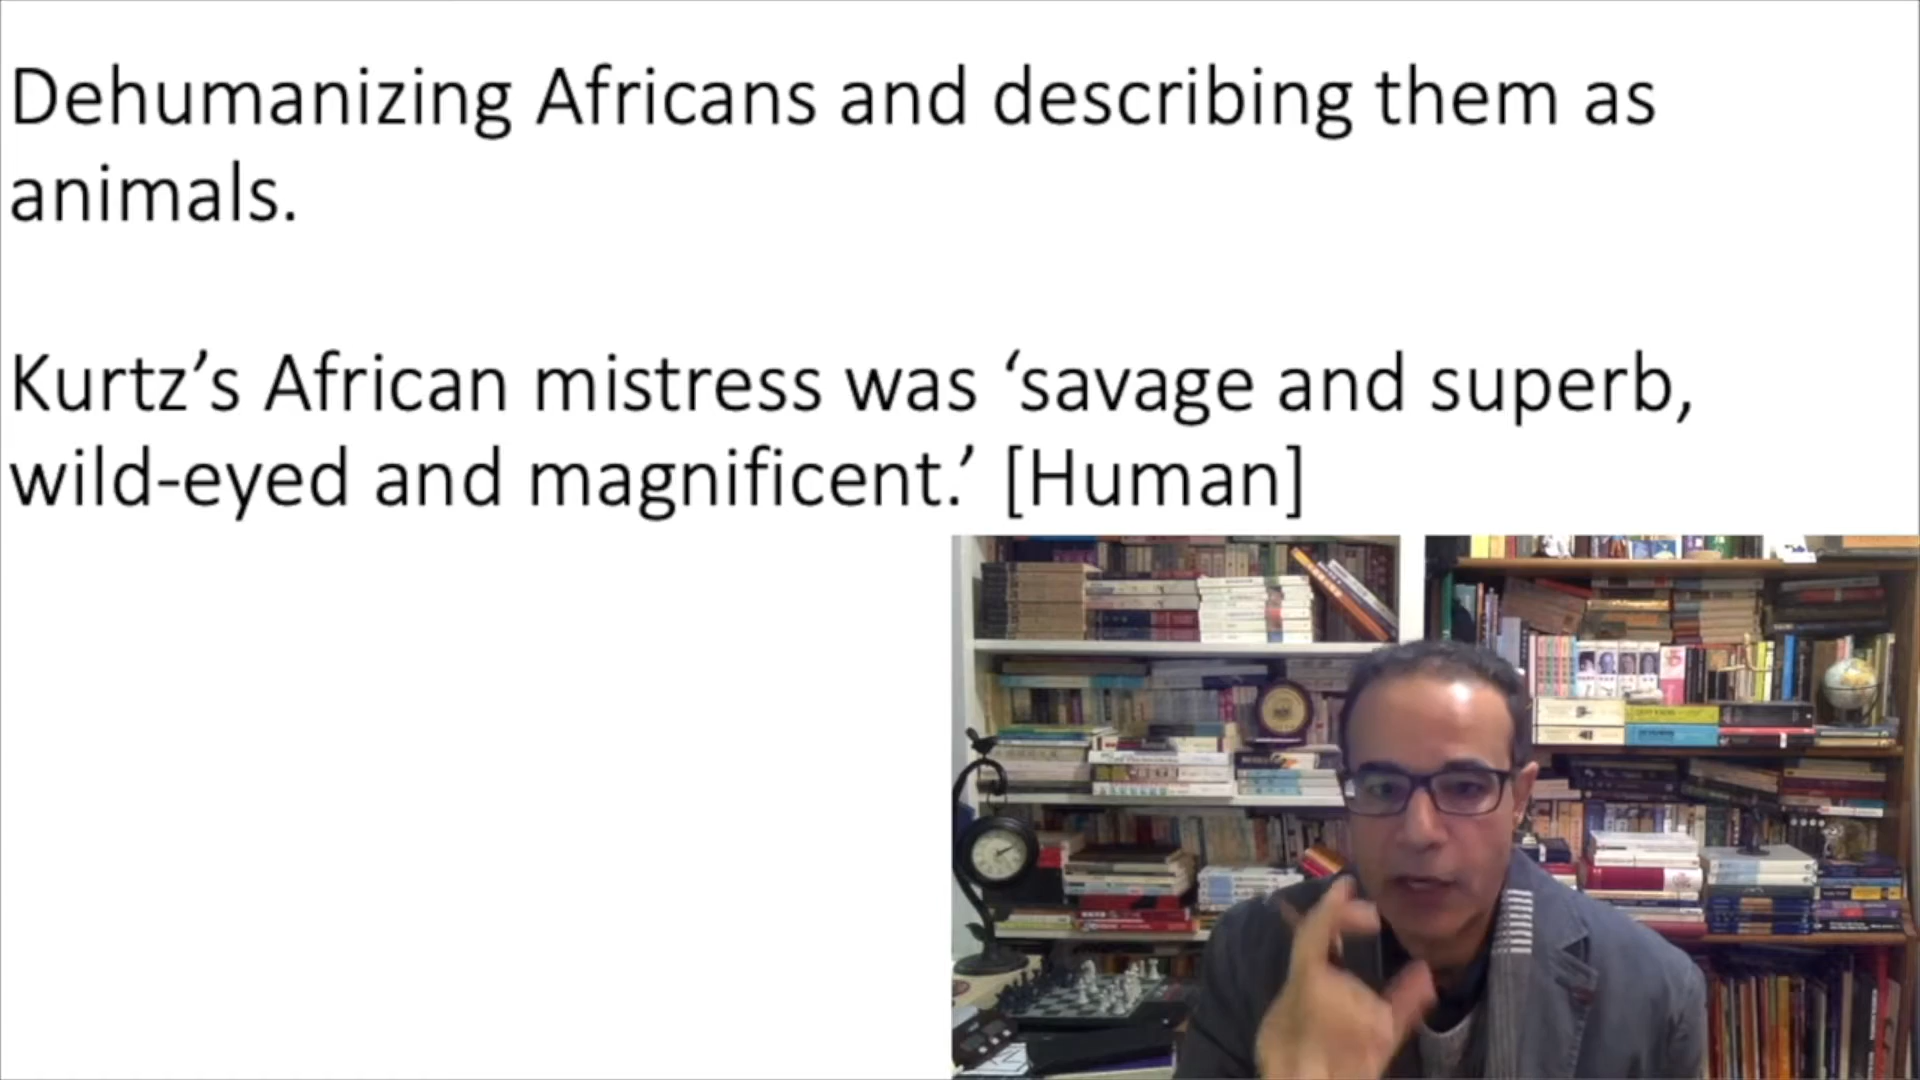 Dehumanizing Africans and describing them as
animals.
Kurtz’s African mistress was ‘savage and superb,
wild-eyed and magnificent.’ [Human]